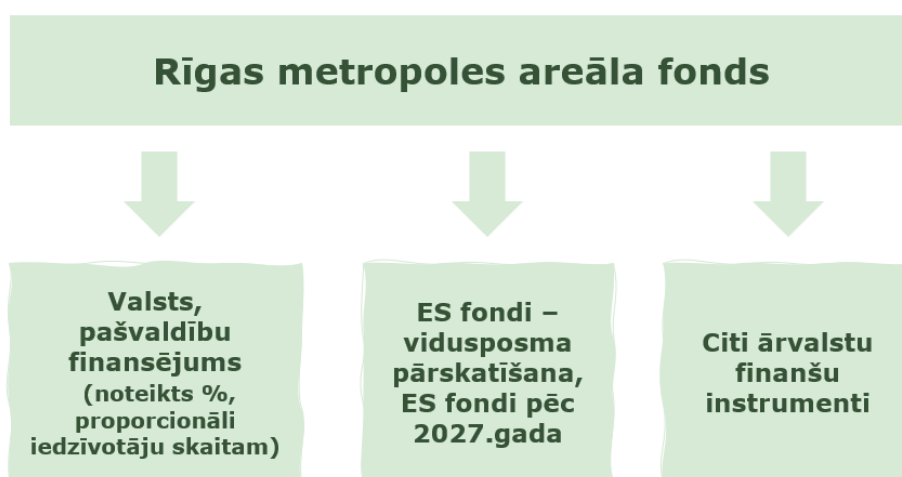 Rīgas metropoles areāla fonds
Valsts,
pašvaldību
finansējums
(noteikts %,
proporcionāli
iedzīvotāju skaitam)
ES fondi –
vidusposma
pārskatīšana,
ES fondi pēc
2027.gada
Citi ārvalstu
finanšu
instrumenti